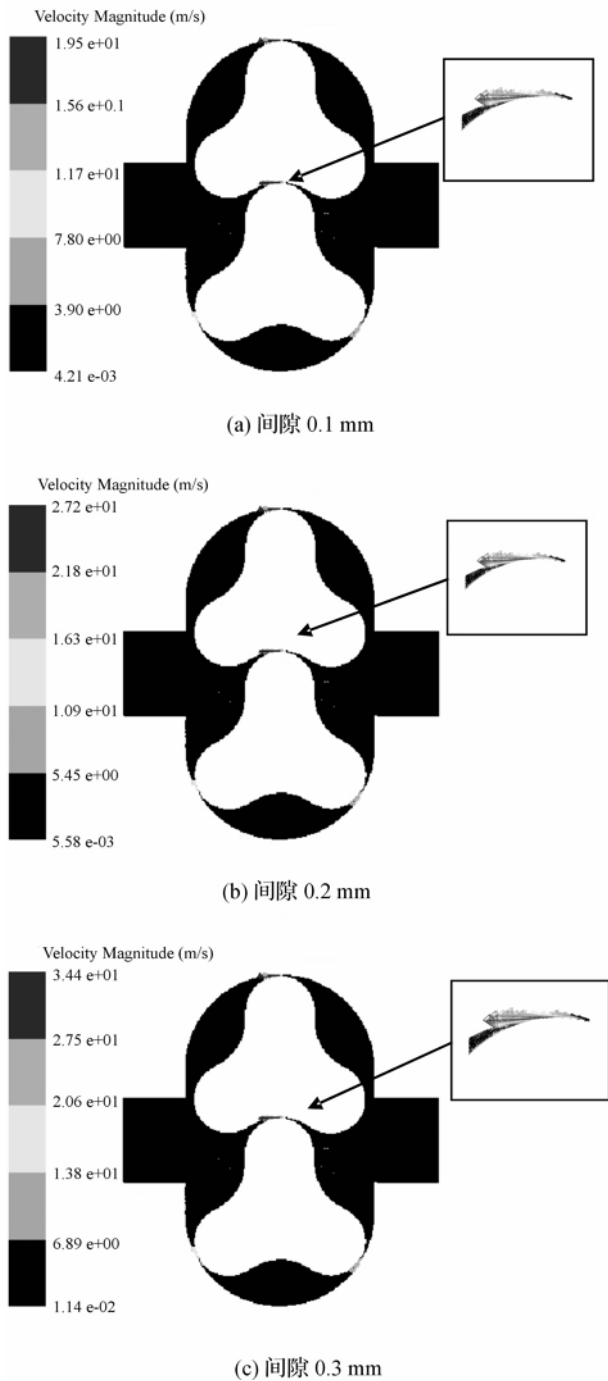 Velocity Magnitude (m/s)
1.95 e+01
1.56 e+0.1
1.17 e+01
7.80 e+00
3.90 e+00
4.21 e-03
(a) 间隙 0.1 mm
Velocity Magnitude (m/s)
2.72 e+01
2.18 e+01
1.63 e+01
1.09 e+01
5.45 e+00
5.58 e-03
(b) 间隙 0.2 mm
Velocity Magnitude (m/s)
3.44 e+01
2.75 e+01
2.06 e+01
1.38 e+01
6.89 e+00
1.14 e-02
(c) 间隙 0.3 mm